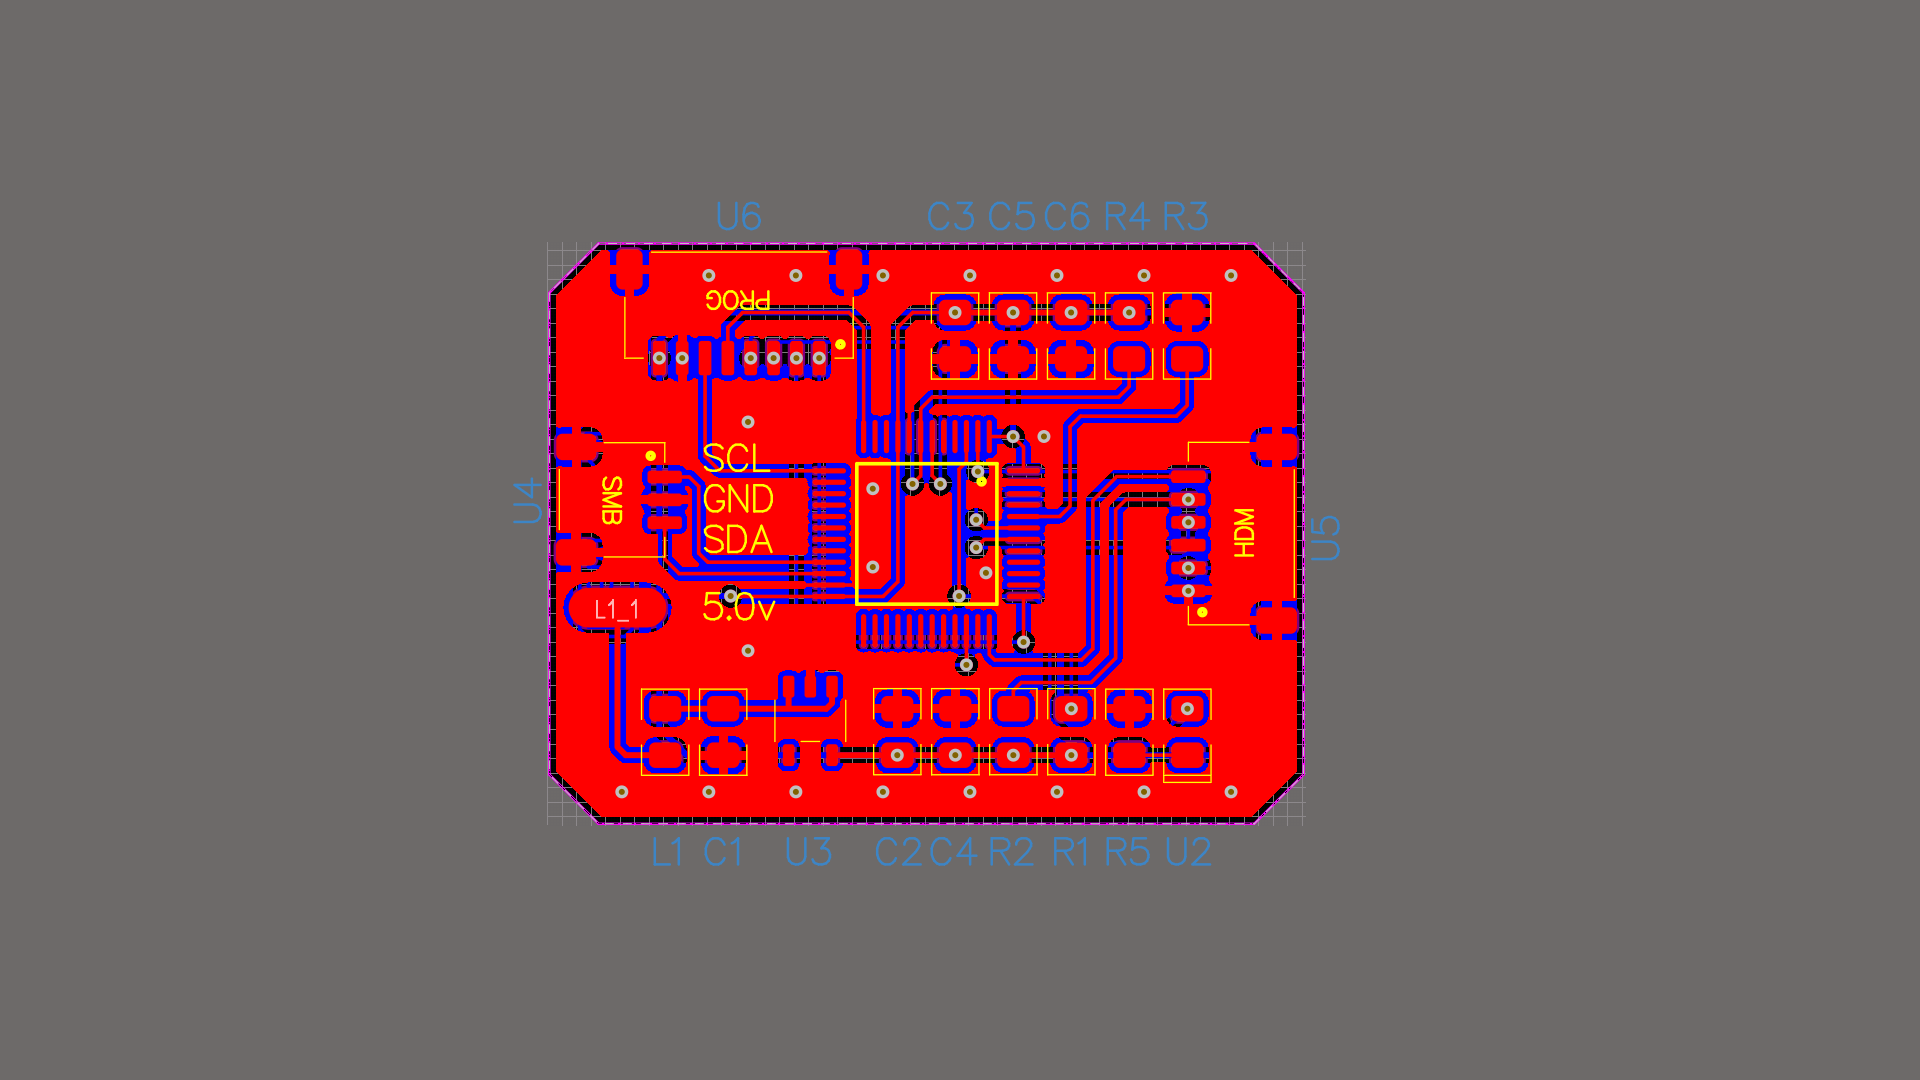 U6 C3 C5 C6 R4 R3
PROG
SCL
GND
SDA
5.0v
U4
SMB
HDM
U5
L1_1
L1 C1 U3 C2 C4 R2 R1 R5 U2